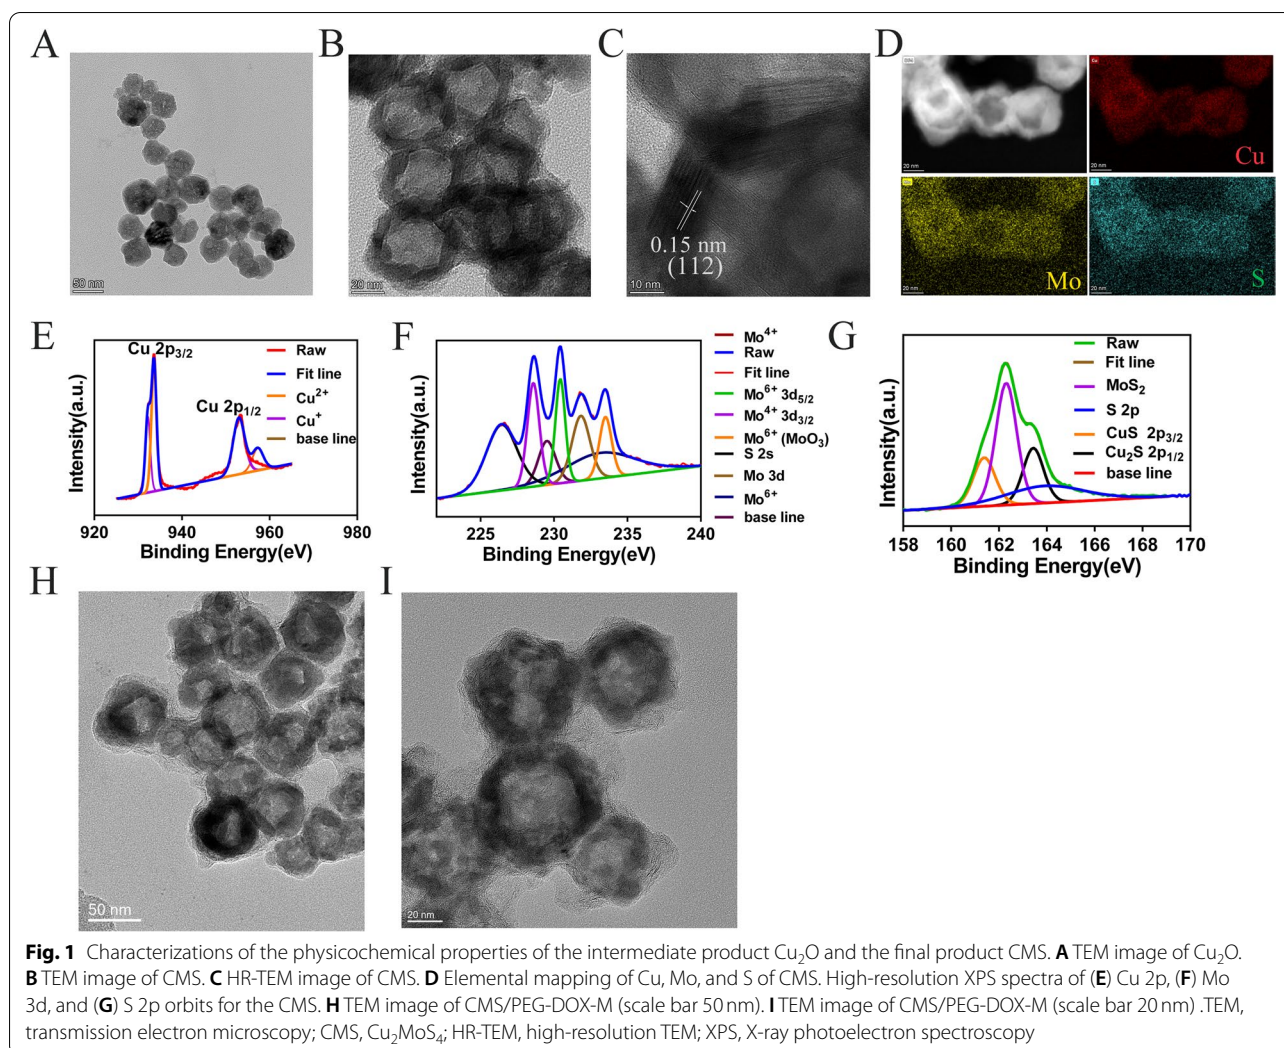 A
B
C
D
50 nm
20 nm
0.15 nm
(112)
10 nm
20 nm
Cu
20 nm
Mo
20 nm
S
20 nm
E
Cu 2p3/2
Cu 2p1/2
Raw
Fit line
Cu2+
Cu+
base line
Intensity(a.u.)
920 940 960 980
Binding Energy(eV)
F
Mo4+
Raw
Fit line
Mo6+ 3d5/2
Mo4+ 3d3/2
Mo6+ (MoO3)
S 2s
Mo 3d
Mo6+
base line
Intensity(a.u.)
225 230 235 240
Binding Energy(eV)
G
Raw
Fit line
MoS2
S 2p
CuS 2p3/2
Cu2S 2p1/2
base line
Intensity(a.u.)
158 160 162 164 166 168 170
Binding Energy(eV)
H
50 nm
I
20 nm
Fig. 1 Characterizations of the physicochemical properties of the intermediate product Cu2O and the final product CMS. A TEM image of Cu2O.
B TEM image of CMS. C HR-TEM image of CMS. D Elemental mapping of Cu, Mo, and S of CMS. High-resolution XPS spectra of (E) Cu 2p, (F) Mo
3d, and (G) S 2p orbits for the CMS. H TEM image of CMS/PEG-DOX-M (scale bar 50 nm). I TEM image of CMS/PEG-DOX-M (scale bar 20 nm) .TEM,
transmission electron microscopy; CMS, Cu2MoS4; HR-TEM, high-resolution TEM; XPS, X-ray photoelectron spectroscopy